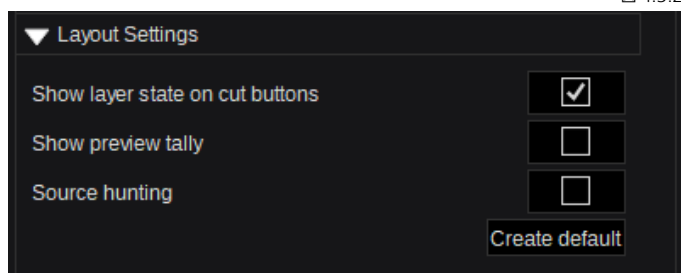 Layout Settings
Show layer state on cut buttons
Show preview tally
Source hunting
Create default